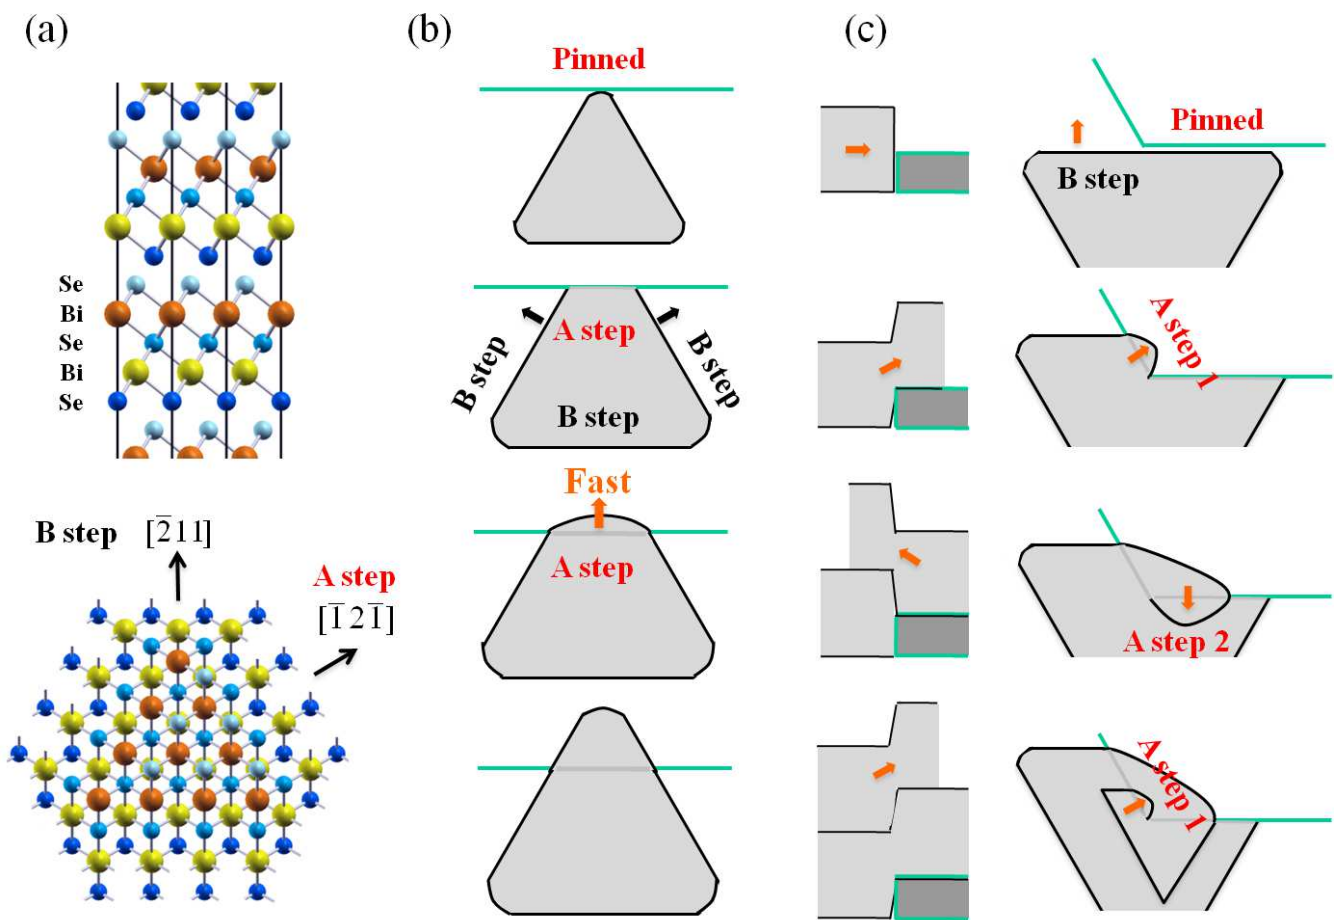 (a)
Se
Bi
Se
Bi
Se
B step
[2̅11]
A step
[1̅21̅]
(b)
Pinned
A step
B step
B step
B step
Fast
A step
(c)
Pinned
B step
A step 1
A step 2
A step 1